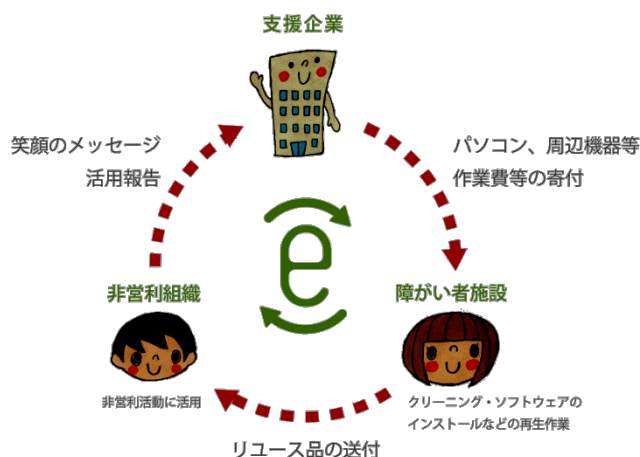 支援企業
笑顔のメッセージ
活用報告
パソコン、周辺機器等
作業費等の寄付
e
非営利組織
障がい者施設
非営利活動に活用
クリーニング・ソフトウェアの
インストールなどの再生作業
リユース品の送付